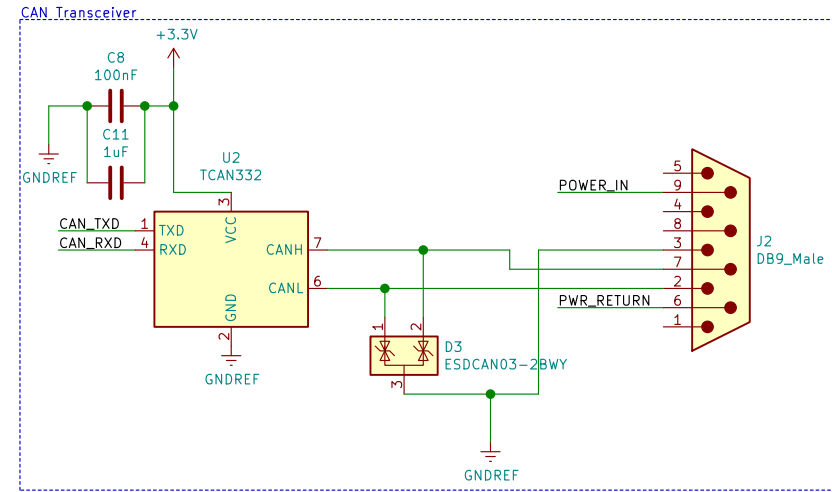 CAN Transceiver
+3.3V
C8
100nF
C11
1uF
GNDREF
U2
TCAN332
3
VCC
CAN_TXD 1 TXD
CAN_RXD 4 RXD
CANH 7
CANL 6
GND
2
GNDREF
1 2
D3
ESDCAN03-2BWY
3
GNDREF
5
POWER_IN 9
4
8
3
7
2
PWR_RETURN 6
1
J2
DB9_Male